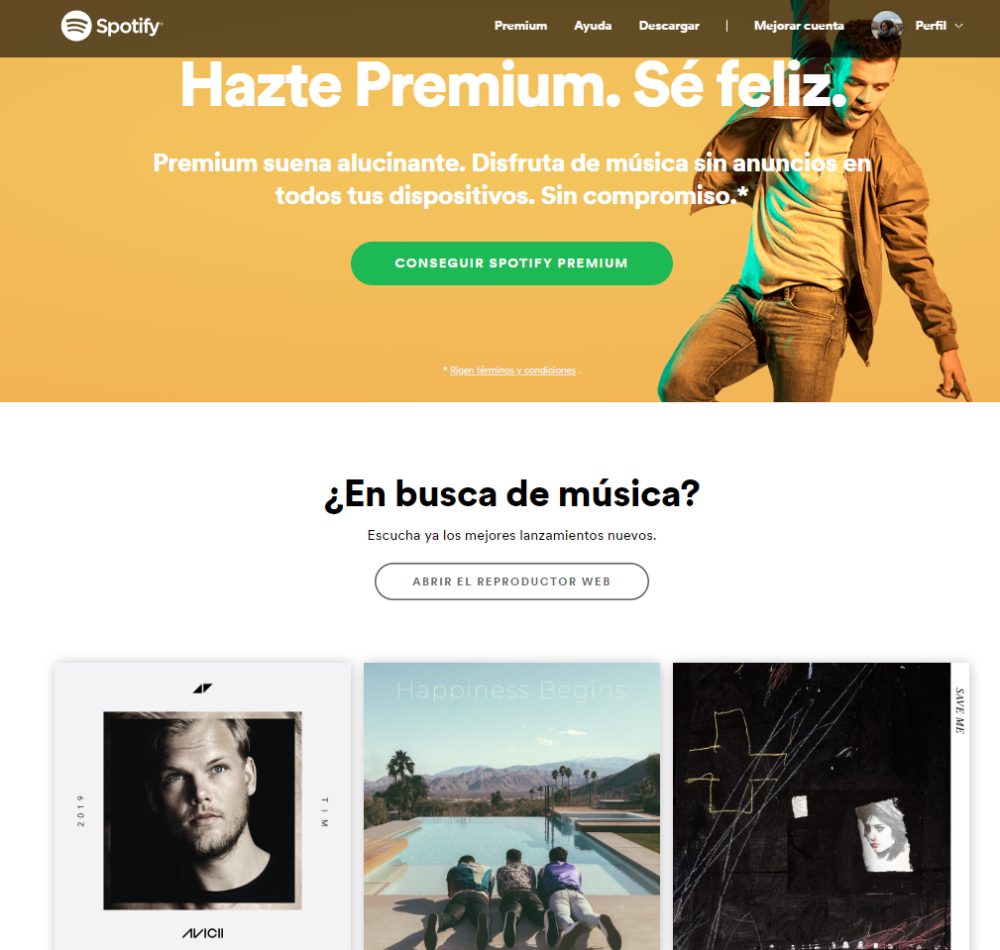 Spotify
Premium Ayuda Descargar | Mejorar cuenta Perfil
Hazte Premium. Sé feliz.
Premium suena alucinante. Disfruta de música sin anuncios en
todos tus dispositivos. Sin compromiso.*
CONSEGUIR SPOTIFY PREMIUM
* Rigen términos y condiciones .
¿En busca de música?
Escucha ya los mejores lanzamientos nuevos.
ABRIR EL REPRODUCTOR WEB
2019
TIM
AVICII
Happiness Begins
SAVE ME